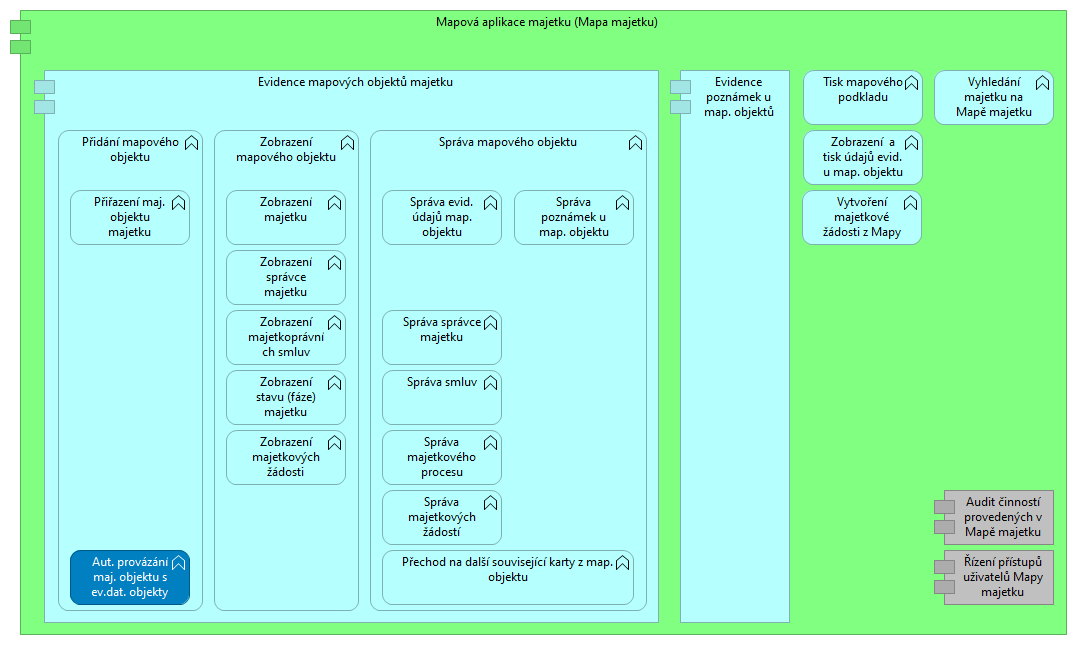 Mapová aplikace majetku (Mapa majetku)
Evidence mapových objektů majetku
Přidání mapového
objektu
Přiřazení maj.
objektu
majetku
Aut. provázání
maj. objektu s
ev.dat. objekty
Zobrazení
mapového objektu
Zobrazení
majetku
Zobrazení
správce
majetku
Zobrazení
majetkoprávní
ch smluv
Zobrazení
stavu (fáze)
majetku
Zobrazení
majetkových
žádosti
Správa mapového objektu
Správa evid.
údajů map.
objektu
Správa
poznámek u
map. objektu
Správa správce
majetku
Správa smluv
Správa
majetkového
procesu
Správa
majetkových
žádostí
Přechod na další související karty z map.
objektu
Evidence
poznámek u
map. objektů
Tisk mapového
podkladu
Zobrazení a
tisk údajů evid.
u map. objektu
Vytvoření
majetkové
žádosti z Mapy
Vyhledání
majetku na
Mapě majetku
Audit činností
provedených v
Mapě majetku
Řízení přístupů
uživatelů Mapy
majetku